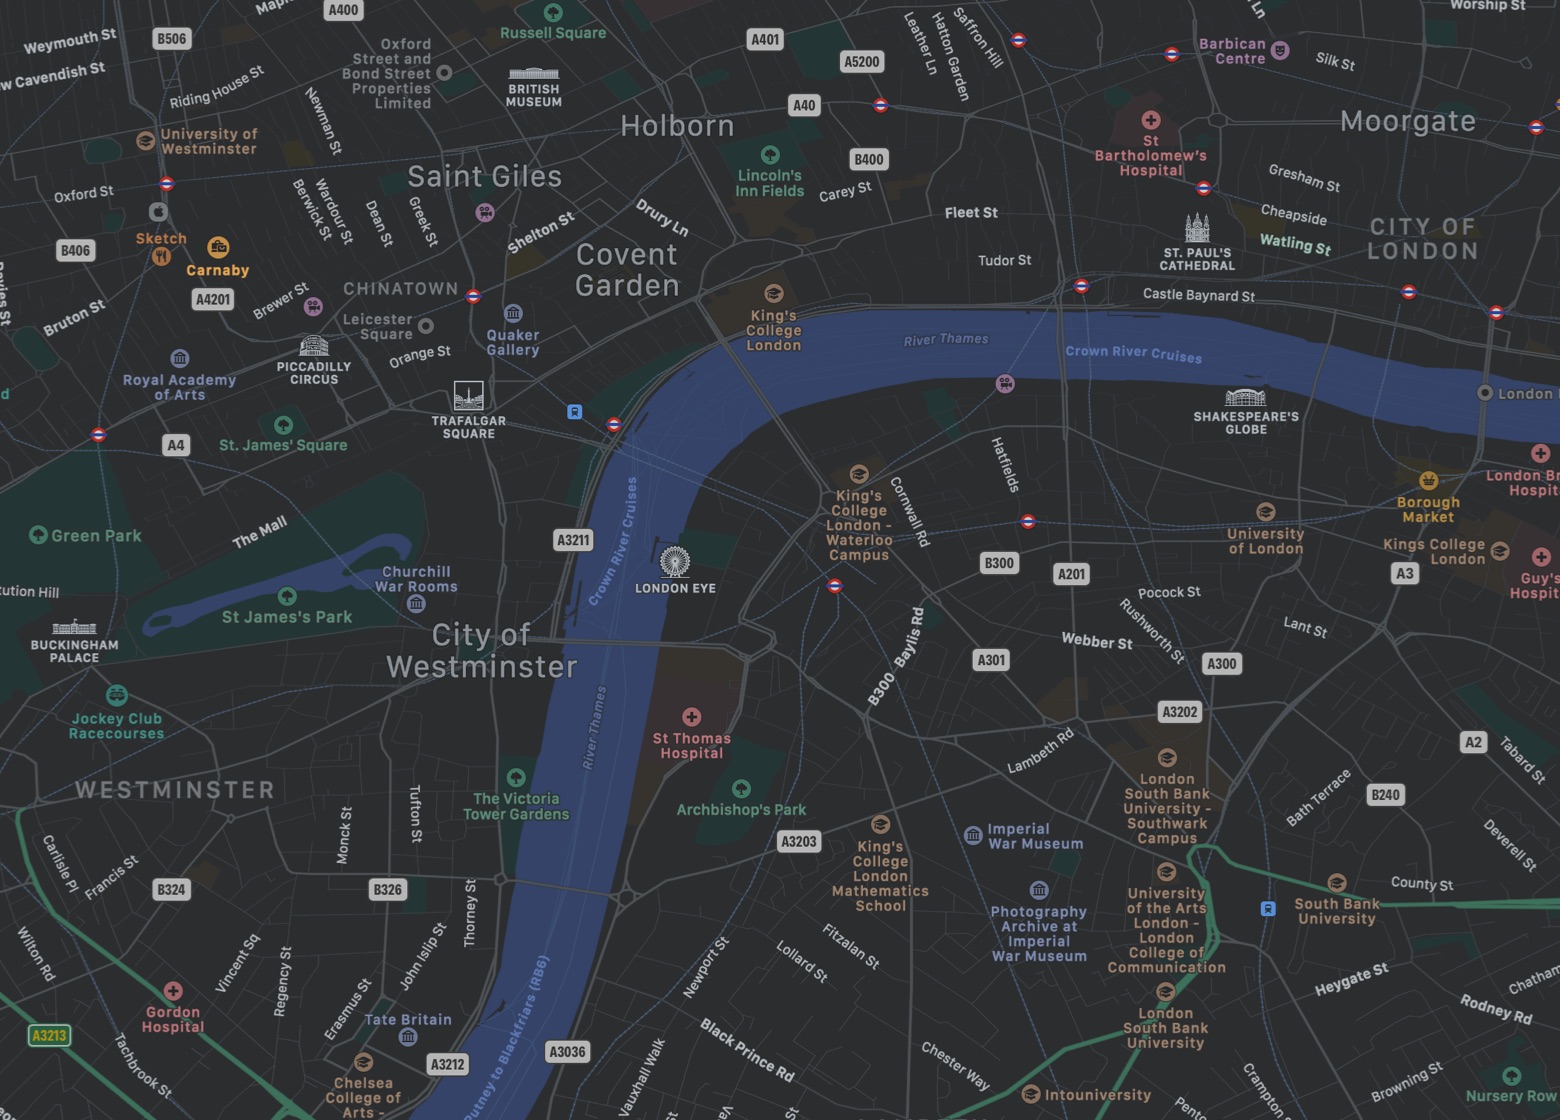 A400
Weymouth St
B506
Russell Square
A401
Leather Ln
Hatton Garden
Saffron Hill
Worship St
Barbican
Centre
Silk St
A5200
Oxford
Street and
Bond Street
Properties
Limited
w Cavendish St
Riding House St
BRITISH
MUSEUM
Newman St
A40
Holborn
Moorgate
University of
Westminster
St
Bartholomew's
Hospital
B400
Lincoln's
Inn Fields
Carey St
Saint Giles
Gresham St
Oxford St
Berwick St
Wardour St
Dean St
Greek St
Shelton St
Drury Ln
Fleet St
Cheapside
Watling St
CITY OF
LONDON
Sketch
Carnaby
B406
Covent
Garden
Tudor St
ST. PAUL'S
CATHEDRAL
A4201
Brewer St
CHINATOWN
Castle Baynard St
Bruton St
Leicester
Square
Quaker
Gallery
King's
College
London
River Thames
Crown River Cruises
Orange St
PICCADILLY
CIRCUS
Royal Academy
of Arts
TRAFALGAR
SQUARE
SHAKESPEARE'S
GLOBE
London
A4
St. James' Square
Hatfields
London Br
Hospit
King's
College
London -
Waterloo
Campus
Cornwall Rd
Borough
Market
Green Park
The Mall
A3211
Crown River Cruises
University
of London
Kings College
London
Guy's
Hospit
B300
A201
A3
LONDON EYE
Churchill
War Rooms
tution Hill
St James's Park
Pocock St
Rushworth St
Lant St
BUCKINGHAM
PALACE
City of
Westminster
B300
Baylis Rd
Webber St
A301
A300
Jockey Club
Racecourses
River Thames
St Thomas
Hospital
A3202
Lambeth Rd
A2
Tabard St
WESTMINSTER
The Victoria
Tower Gardens
Archbishop's Park
London
South Bank
University -
Southwark
Campus
Bath Terrace
B240
Monck St
Tufton St
A3203
Imperial
War Museum
Deverell St
Carlisle Pl
Francis St
King's
College
London
Mathematics
School
B324
B326
Thorney St
Photography
Archive at
Imperial
War Museum
University
of the Arts
London -
London
College of
Communication
County St
South Bank
University
Wilton Rd
Vincent Sq
Regency St
John Islip St
Newport St
Lollard St
Fitzalan St
Heygate St
Chatham
Gordon
Hospital
Erasmus St
Tate Britain
Putney to Blackfriars (RB6)
London
South Bank
University
Rodney Rd
A3213
Tachbrook St
A3212
A3036
Black Prince Rd
Chester Way
Chelsea
College of
Arts -
Vauxhall Walk
Intouniversity
Crampton
Browning St
Nursery Row